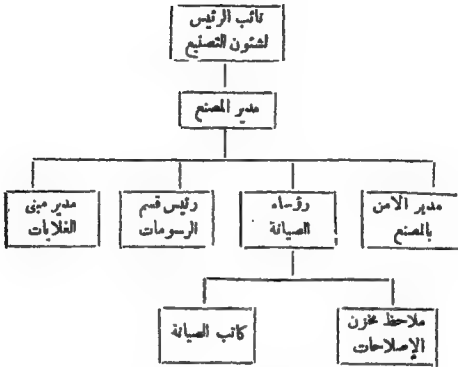 نائب الرئيس
لشئون التصنيع
مدير المصنع
مدير الامن
بالمصنع
رؤساء
الصيانة
رئيس قسم
الرسومات
مدير مبنى
الغلايات
ملاحظ مخزن
الإصلاحات
كاتب الصيانة